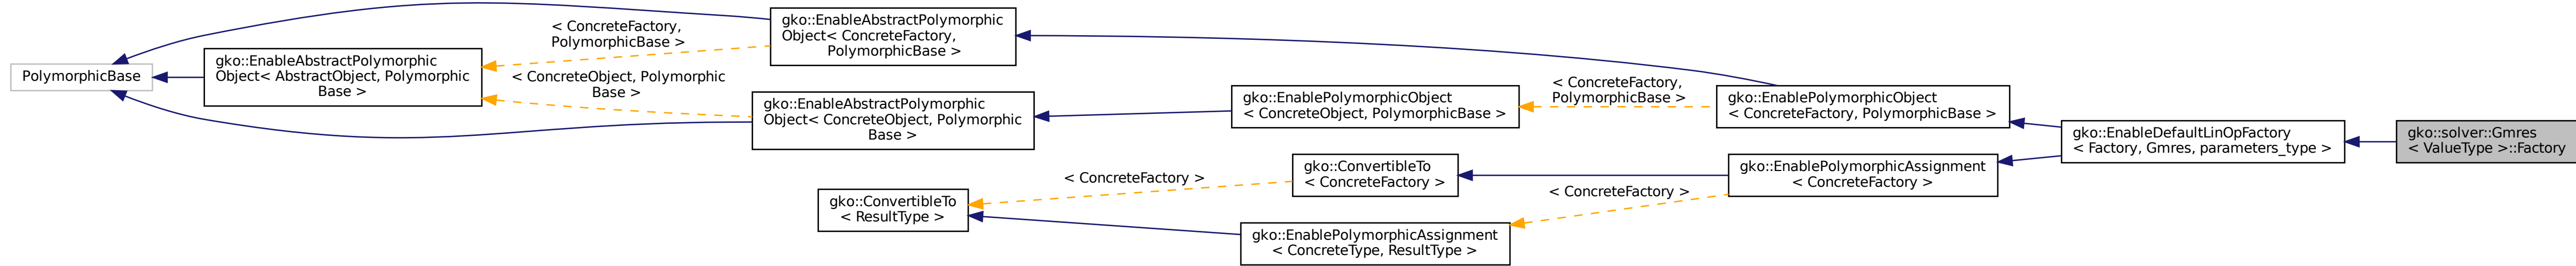 PolymorphicBase
gko::EnableAbstractPolymorphic
Object< AbstractObject, Polymorphic
Base >
< ConcreteFactory,
PolymorphicBase >
< ConcreteObject, Polymorphic
Base >
gko::EnableAbstractPolymorphic
Object< ConcreteFactory,
PolymorphicBase >
gko::EnableAbstractPolymorphic
Object< ConcreteObject, Polymorphic
Base >
gko::ConvertibleTo
< ResultType >
< ConcreteFactory >
gko::EnablePolymorphicObject
< ConcreteObject, PolymorphicBase >
gko::ConvertibleTo
< ConcreteFactory >
gko::EnablePolymorphicAssignment
< ConcreteType, ResultType >
< ConcreteFactory,
PolymorphicBase >
< ConcreteFactory >
gko::EnablePolymorphicObject
< ConcreteFactory, PolymorphicBase >
gko::EnablePolymorphicAssignment
< ConcreteFactory >
gko::EnableDefaultLinOpFactory
< Factory, Gmres, parameters_type >
gko::solver::Gmres
< ValueType >::Factory